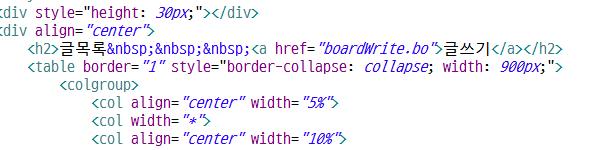 <div style="height: 30px;"></div>
<div align="center">
<h2>글목록&nbsp;&nbsp;&nbsp;<a href="boardWrite.bo">글쓰기</a></h2>
<table border="1" style="border-collapse: collapse; width: 900px;">
<colgroup>
<col align="center" width="5%">
<col width="*">
<col align="center" width="10%">